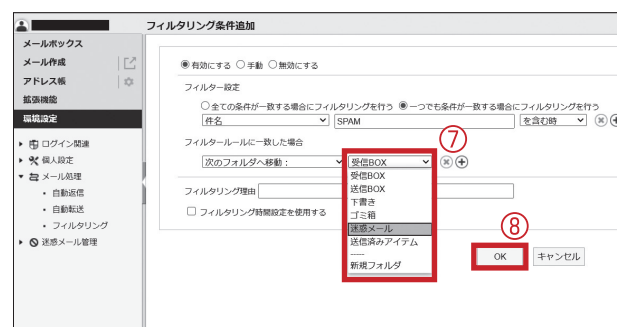 フィルタリング条件追加
メールボックス
メール作成
アドレス帳
拡張機能
環境設定
ログイン関連
個人設定
メール処理
自動返信
自動転送
フィルタリング
迷惑メール管理
有効にする 手動 無効にする
フィルター設定
全ての条件が一致する場合にフィルタリングを行う 一つでも条件が一致する場合にフィルタリングを行う
件名 SPAM を含む時
フィルタールールに一致した場合
⑦
次のフォルダへ移動： 受信BOX
受信BOX
送信BOX
下書き
ゴミ箱
迷惑メール
送信済みアイテム
-----
新規フォルダ
フィルタリング理由
フィルタリング時間設定を使用する
⑧
OK キャンセル